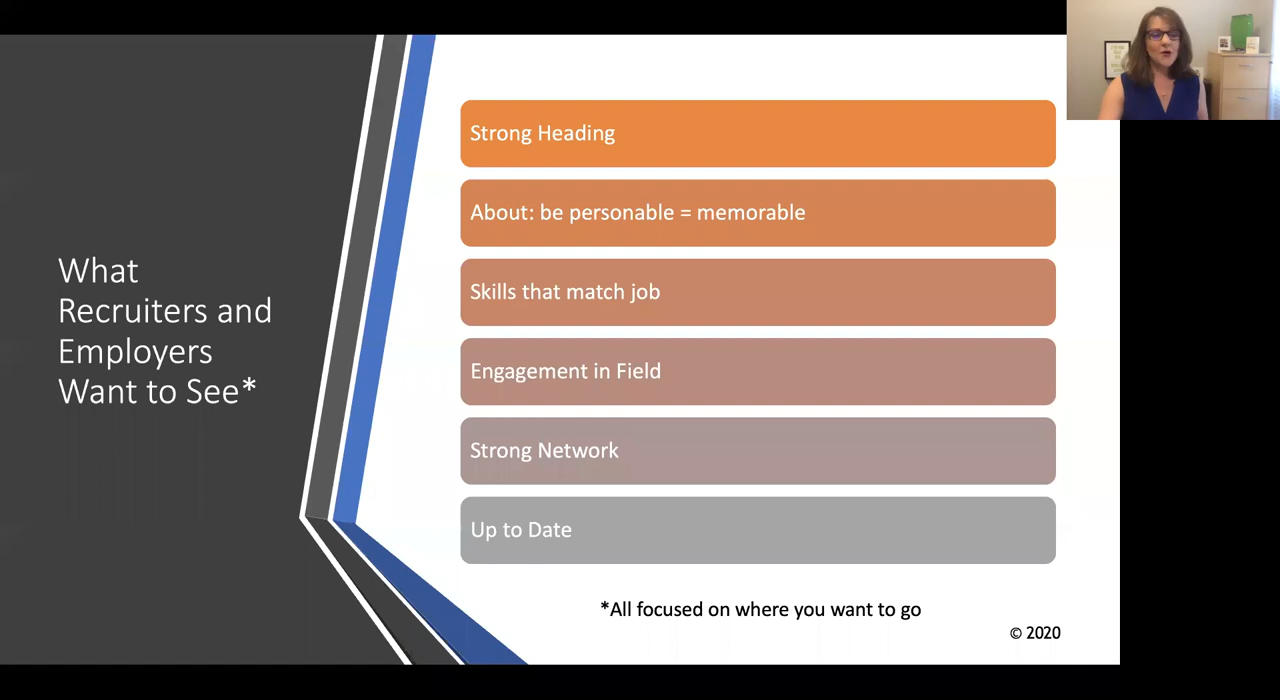 What
Recruiters and
Employers
Want to See*
Strong Heading
About: be personable = memorable
Skills that match job
Engagement in Field
Strong Network
Up to Date
*All focused on where you want to go
© 2020